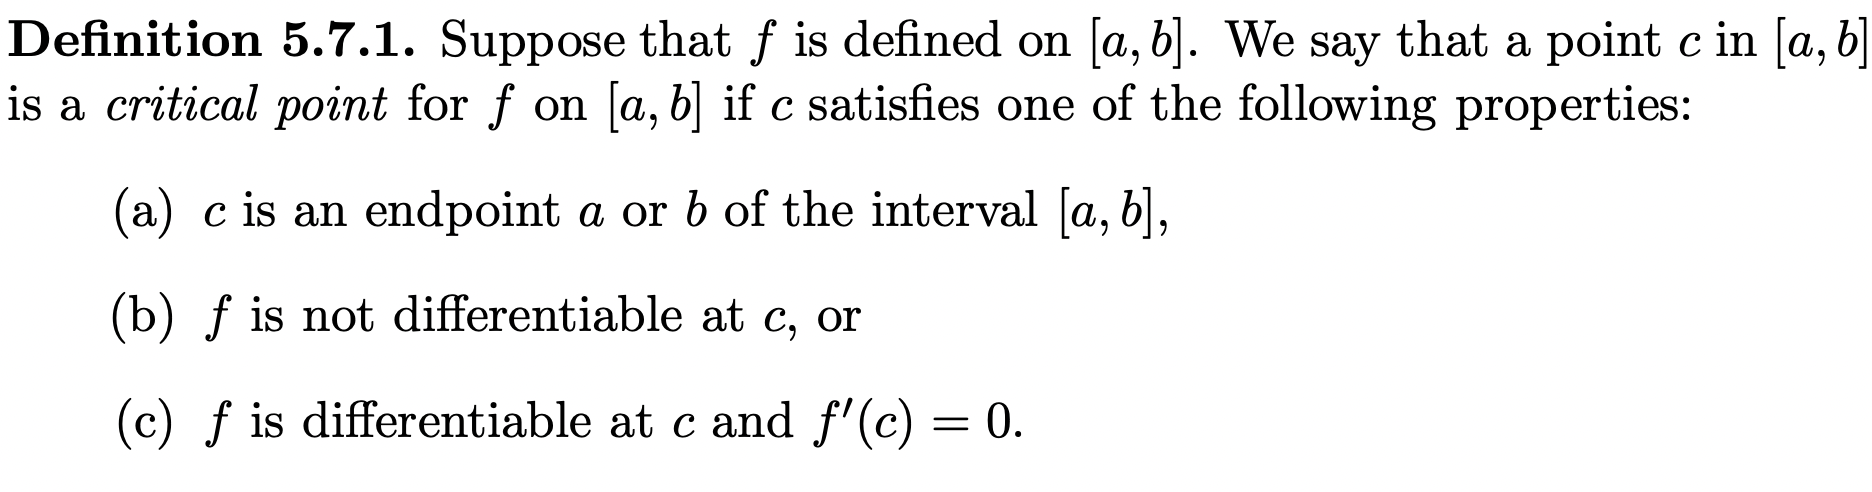 Definition 5.7.1. Suppose that f is defined on [a, b]. We say that a point c in [a, b]
is a critical point for f on [a, b] if c satisfies one of the following properties:
(a) c is an endpoint a or b of the interval [a, b],
(b) f is not differentiable at c, or
(c) f is differentiable at c and f′(c) = 0.